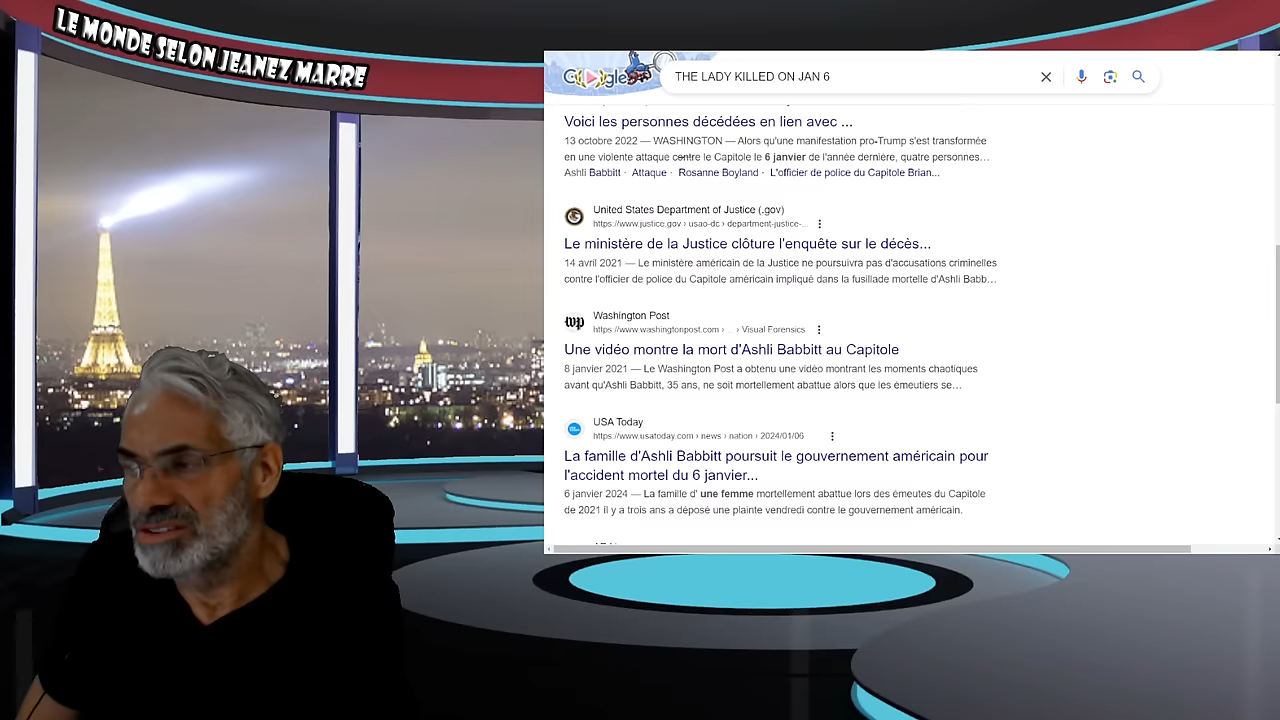 LE MONDE SELON JEANEZ MARRE
Google
THE LADY KILLED ON JAN 6
Voici les personnes décédées en lien avec ...
13 octobre 2022 — WASHINGTON — Alors qu'une manifestation pro-Trump s'est transformée
en une violente attaque contre le Capitole le 6 janvier de l'année dernière, quatre personnes...
Ashli Babbitt · Attaque · Rosanne Boyland · L'officier de police du Capitole Brian...
United States Department of Justice (.gov)
https://www.justice.gov › usao-dc › department-justice-...
Le ministère de la Justice clôture l'enquête sur le décès...
14 avril 2021 — Le ministère américain de la Justice ne poursuivra pas d'accusations criminelles
contre l'officier de police du Capitole américain impliqué dans la fusillade mortelle d'Ashli Babb...
wp
Washington Post
https://www.washingtonpost.com › ... › Visual Forensics
Une vidéo montre la mort d'Ashli Babbitt au Capitole
8 janvier 2021 — Le Washington Post a obtenu une vidéo montrant les moments chaotiques
avant qu'Ashli Babbitt, 35 ans, ne soit mortellement abattue alors que les émeutiers se...
USA Today
https://www.usatoday.com › news › nation › 2024/01/06
La famille d'Ashli Babbitt poursuit le gouvernement américain pour
l'accident mortel du 6 janvier...
6 janvier 2024 — La famille d' une femme mortellement abattue lors des émeutes du Capitole
de 2021 il y a trois ans a déposé une plainte vendredi contre le gouvernement américain.